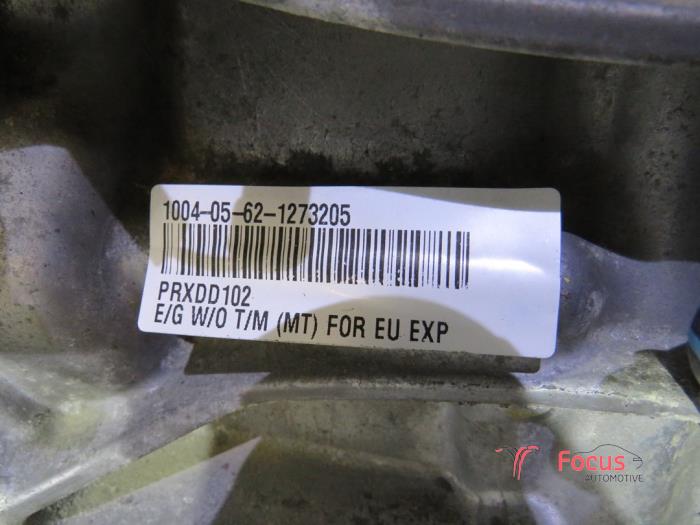 1004-05-62-1273205
PRXDD102
E/G W/O T/M (MT) FOR EU EXP
Focus
AUTOMOTIVE